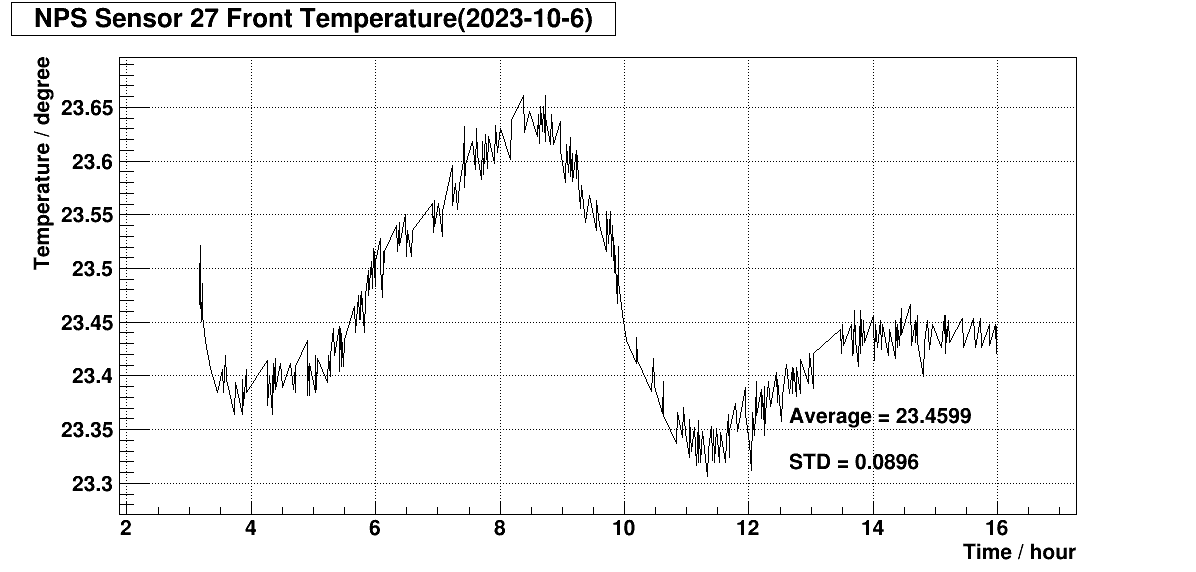 NPS Sensor 27 Front Temperature(2023-10-6)
Temperature / degree
23.65
23.6
23.55
23.5
23.45
23.4
23.35
23.3
Average = 23.4599
STD = 0.0896
2 4 6 8 10 12 14 16
Time / hour